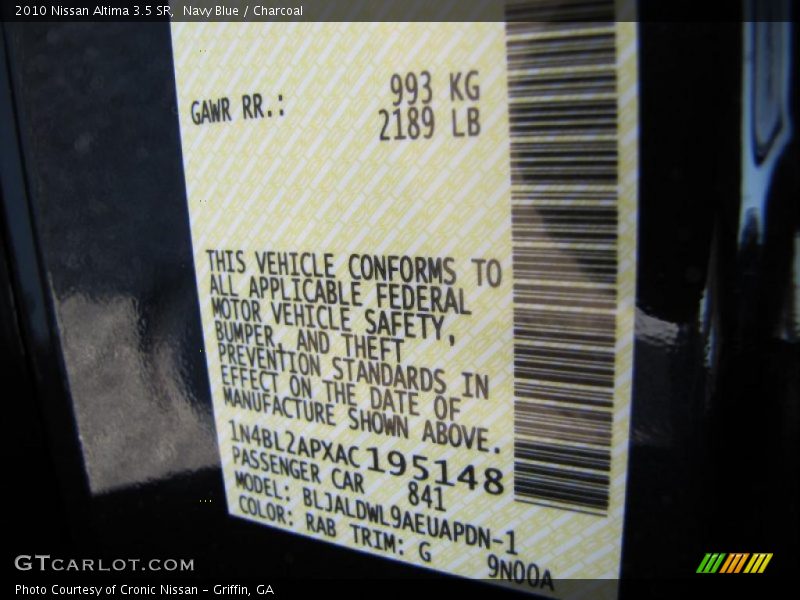 2010 Nissan Altima 3.5 SR, Navy Blue / Charcoal
GAWR RR.: 993 KG
2189 LB
THIS VEHICLE CONFORMS TO
ALL APPLICABLE FEDERAL
MOTOR VEHICLE SAFETY,
BUMPER, AND THEFT
PREVENTION STANDARDS IN
EFFECT ON THE DATE OF
MANUFACTURE SHOWN ABOVE.
1N4BL2APXAC195148
PASSENGER CAR 841
MODEL: BLJALDWL9AEUAPDN-1
COLOR: RAB TRIM: G 9N00A
GTCARLOT.COM
Photo Courtesy of Cronic Nissan - Griffin, GA